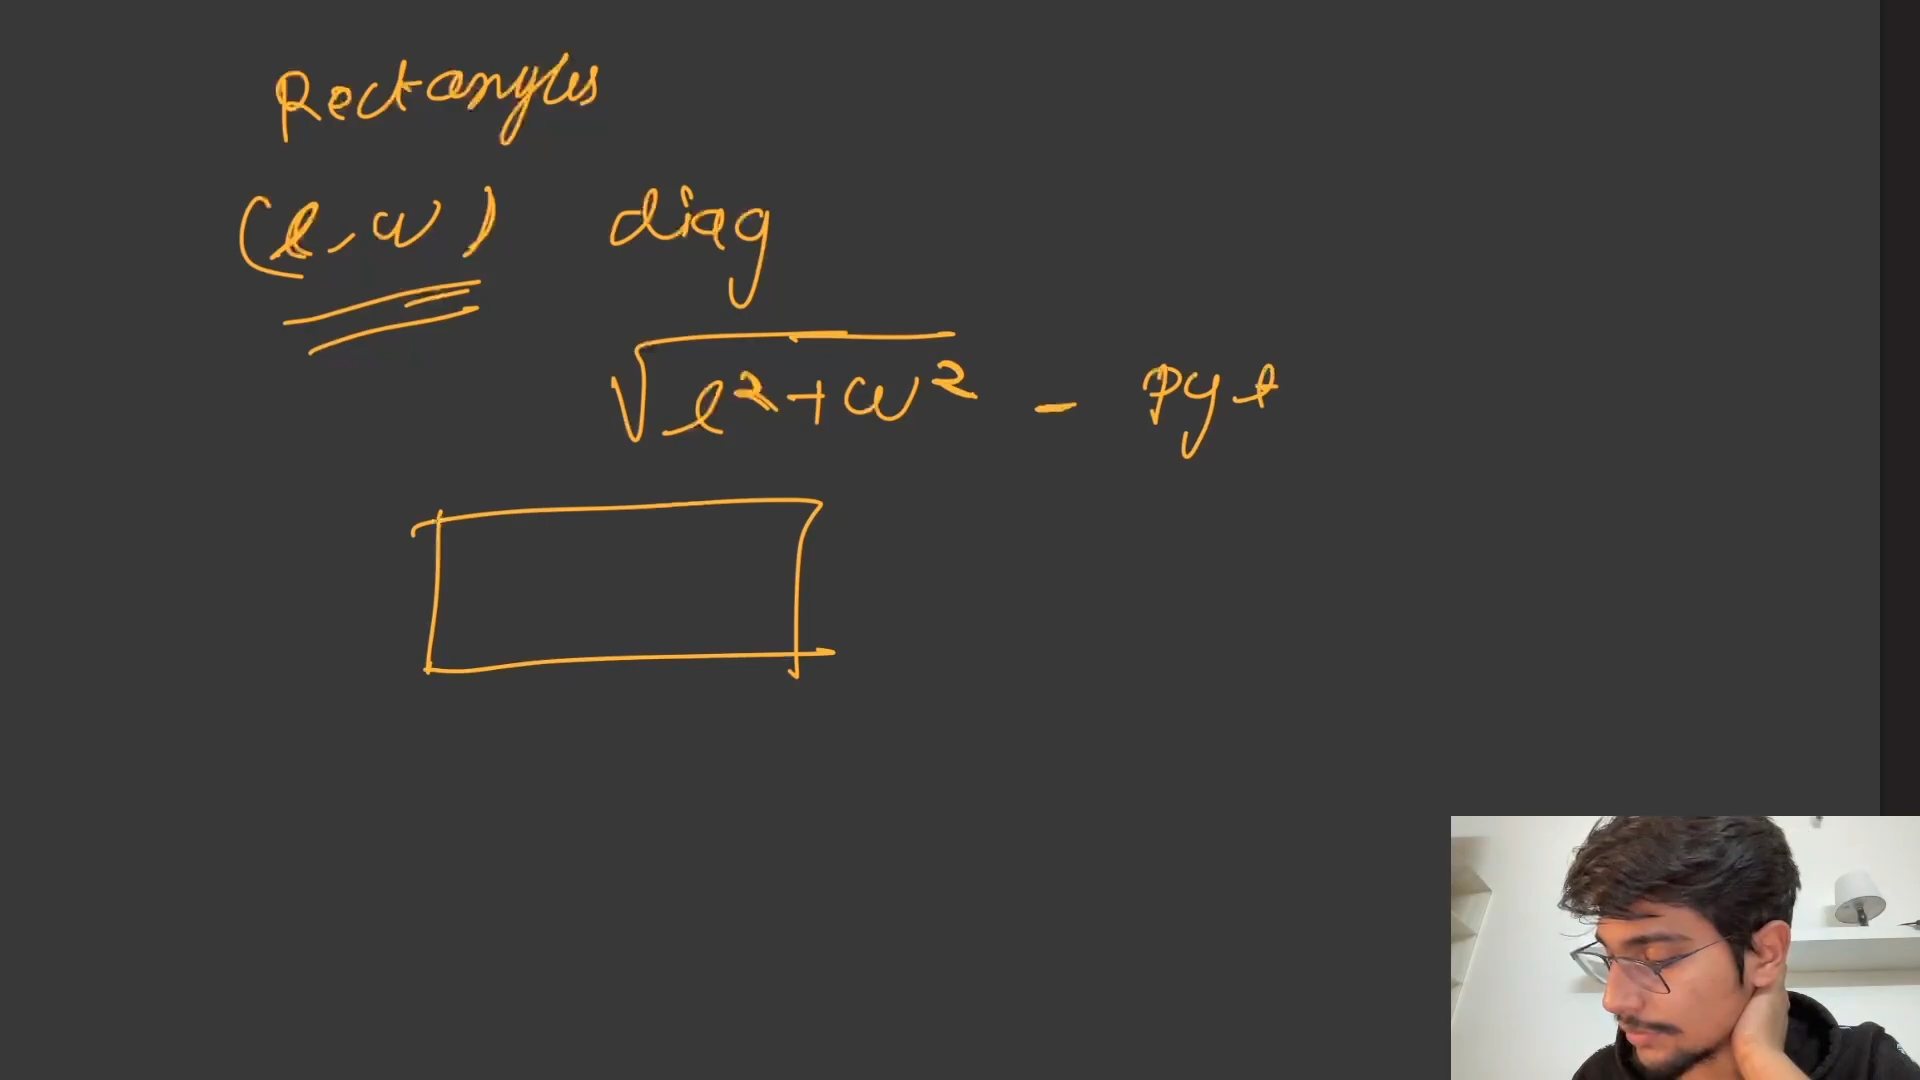 Rectangles
(l, w) diag
√l²+w² - Pyt